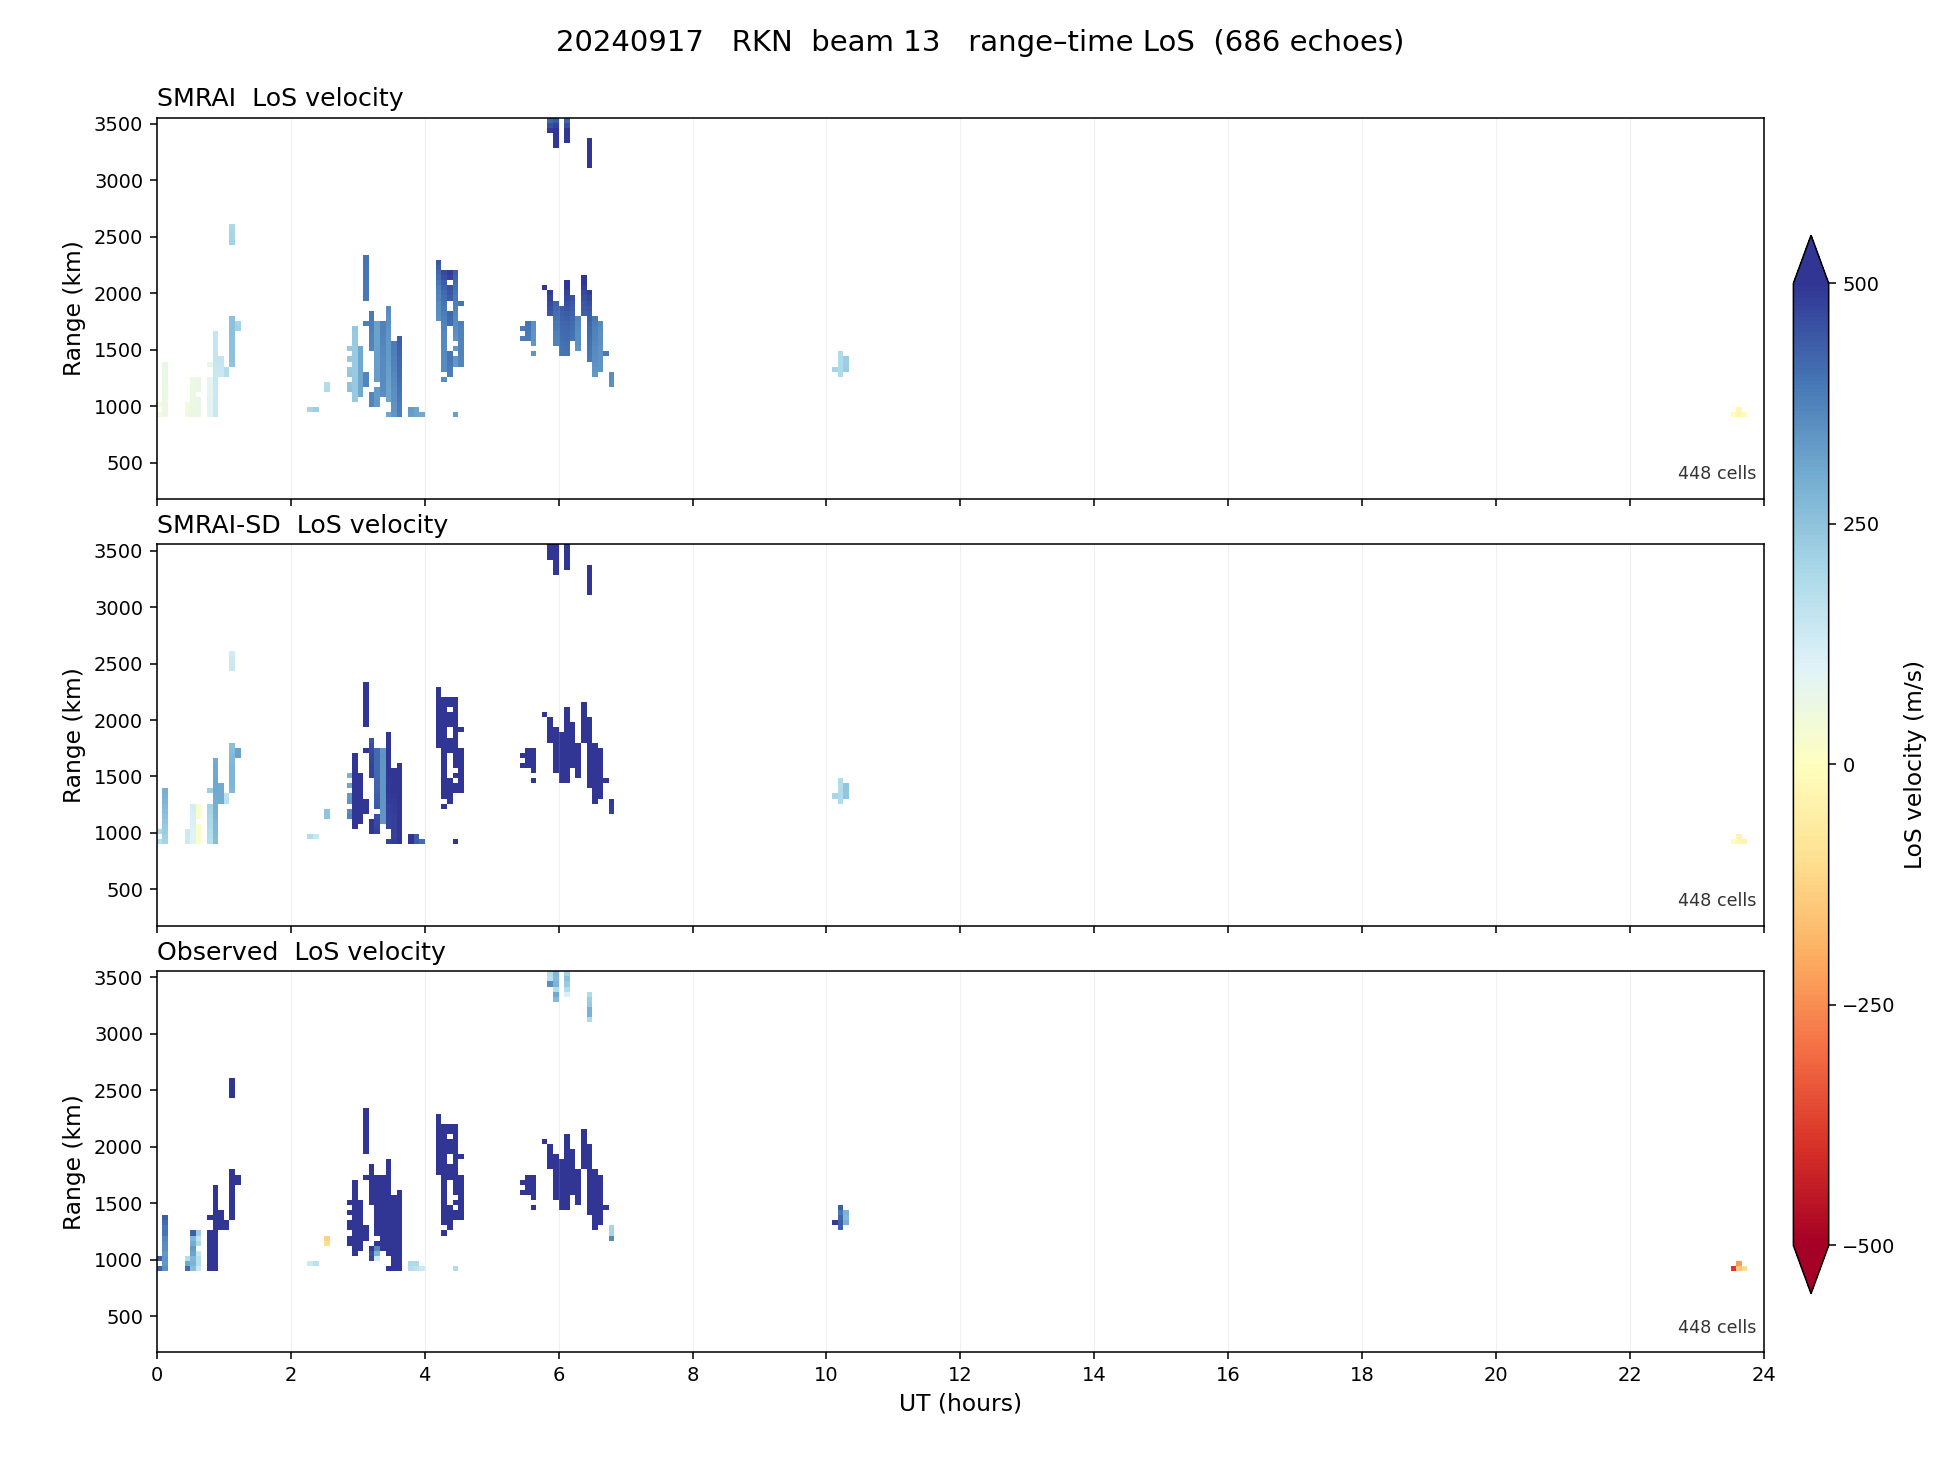 20240917   RKN  beam 13   range–time LoS  (686 echoes)
SMRAI  LoS velocity
3500
3000
2500
2000
1500
1000
500
Range (km)
448 cells
SMRAI-SD  LoS velocity
3500
3000
2500
2000
1500
1000
500
Range (km)
448 cells
Observed  LoS velocity
3500
3000
2500
2000
1500
1000
500
Range (km)
448 cells
0 2 4 6 8 10 12 14 16 18 20 22 24
UT (hours)
500
250
0
−250
−500
LoS velocity (m/s)